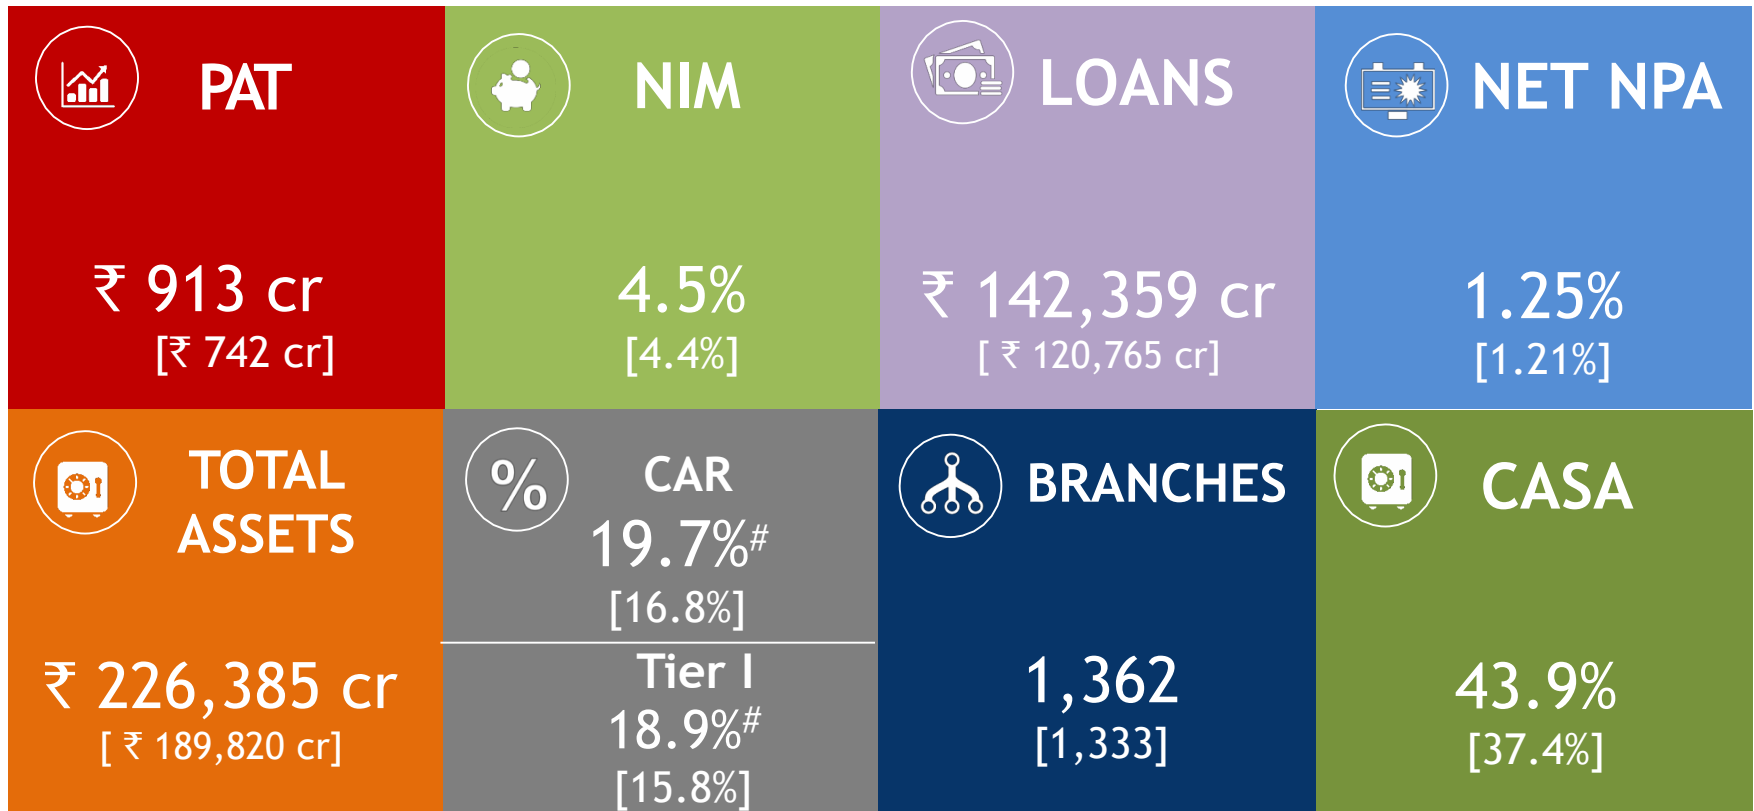 PAT
₹ 913 cr
[₹ 742 cr]
NIM
4.5%
[4.4%]
LOANS
₹ 142,359 cr
[ ₹ 120,765 cr]
NET NPA
1.25%
[1.21%]
TOTAL
ASSETS
₹ 226,385 cr
[ ₹ 189,820 cr]
%
CAR
19.7%#
[16.8%]
Tier I
18.9%#
[15.8%]
BRANCHES
1,362
[1,333]
CASA
43.9%
[37.4%]